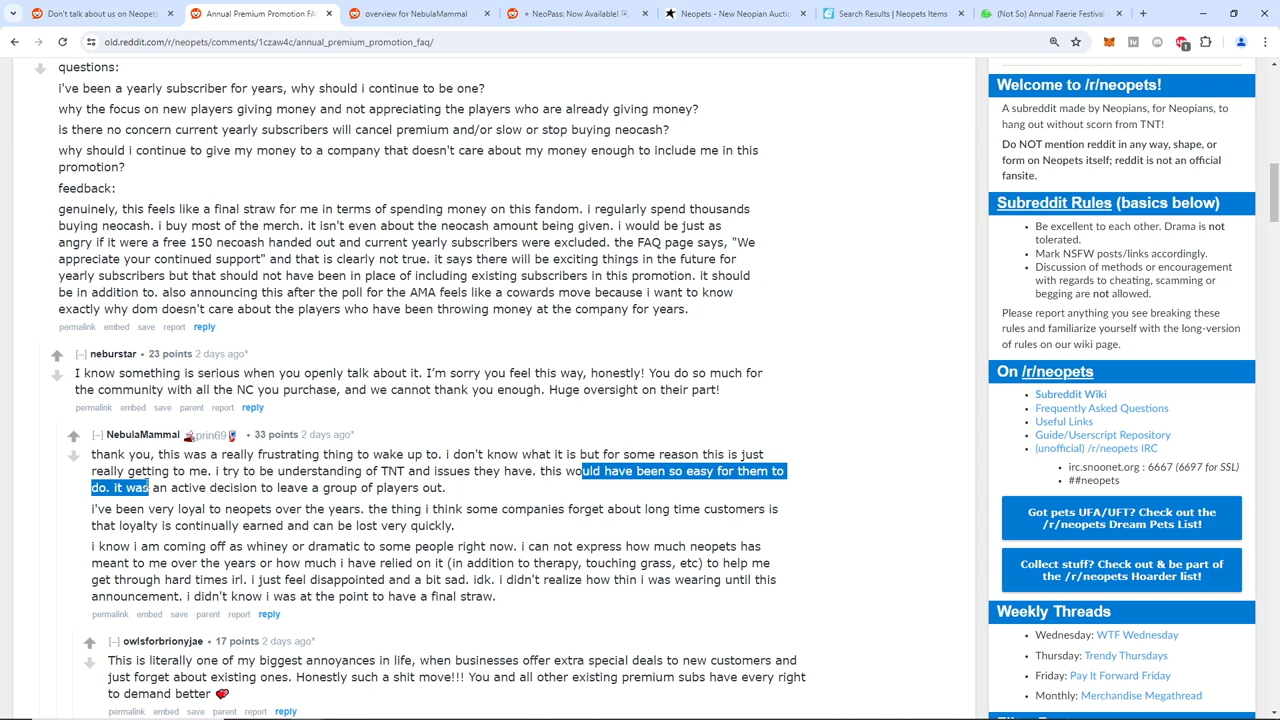 Don't talk about us on Neopets
Annual Premium Promotion FA
overview for NebulaMammal
NeoPass: Now Available!
Neopets - New Neopian Auctio
Search Results | Neopets Items
(Not So) Annual Faerie Festival
old.reddit.com/r/neopets/comments/1czaw4c/annual_premium_promotion_faq/
questions:
i've been a yearly subscriber for years, why should i continue to be one?
why the focus on new players giving money and not appreciating the players who are already giving money?
is there no concern current yearly subscribers will cancel premium and/or slow or stop buying neocash?
why should i continue to give my money to a company that doesn't care about my money enough to include me in this
promotion?
feedback:
genuinely, this feels like a final straw for me in terms of spending money on this fandom. i regularly spend thousands
buying neocash. i buy most of the merch. it isn't even about the neocash amount being given. i would be just as
angry if it were a free 150 necoash handed out and current yearly subscribers were excluded. the FAQ page says, "We
appreciate your continued support" and that is clearly not true. it says there will be exciting things in the future for
yearly subscribers but that should not have been in place of including existing subscribers in this promotion. it should
be in addition to. also announcing this after the poll for the AMA feels like a cowards move because i want to know
exactly why dom doesn't care about the players who have been throwing money at the company for years.
permalink embed save report reply
[–] neburstar • 23 points 2 days ago*
I know something is serious when you openly talk about it. I'm sorry you feel this way, honestly! You do so much for
the community with all the NC you purchase, and we cannot thank you enough. Huge oversight on their part!
permalink embed save parent report reply
[–] NebulaMammal prin69 • 33 points 2 days ago*
thank you, this was a really frustrating thing to wake up to. i don't know what it is but for some reason this is just
really getting to me. i try to be understanding of TNT and issues they have. this would have been so easy for them to
do. it was an active decision to leave a group of players out.
i've been very loyal to neopets over the years. the thing i think some companies forget about long time customers is
that loyalty is continually earned and can be lost very quickly.
i know i am coming off as whiney or dramatic to some people right now. i can not express how much neopets has
meant to me over the years or how much i have relied on it (in addition to therapy, touching grass, etc) to help me
get through hard times irl. i just feel disappointed and a bit sad. idk. i didn't realize how thin i was wearing until this
announcement. i didn't know i was at the point to have a final straw.
permalink embed save parent report reply
[–] owlsforbrionyjae • 17 points 2 days ago*
This is literally one of my biggest annoyances in life, when businesses offer extra special deals to new customers and
just forget about existing ones. Honestly such a shit move!!! You and all other existing premium subs have every right
to demand better
permalink embed save parent report reply
Welcome to /r/neopets!
A subreddit made by Neopians, for Neopians, to
hang out without scorn from TNT!
Do NOT mention reddit in any way, shape, or
form on Neopets itself; reddit is not an official
fansite.
Subreddit Rules (basics below)
Be excellent to each other. Drama is not
tolerated.
Mark NSFW posts/links accordingly.
Discussion of methods or encouragement
with regards to cheating, scamming or
begging are not allowed.
Please report anything you see breaking these
rules and familiarize yourself with the long-version
of rules on our wiki page.
On /r/neopets
Subreddit Wiki
Frequently Asked Questions
Useful Links
Guide/Userscript Repository
(unofficial) /r/neopets IRC
irc.snoonet.org : 6667 (6697 for SSL)
##neopets
Got pets UFA/UFT? Check out the
/r/neopets Dream Pets List!
Collect stuff? Check out & be part of
the /r/neopets Hoarder list!
Weekly Threads
Wednesday: WTF Wednesday
Thursday: Trendy Thursdays
Friday: Pay It Forward Friday
Monthly: Merchandise Megathread